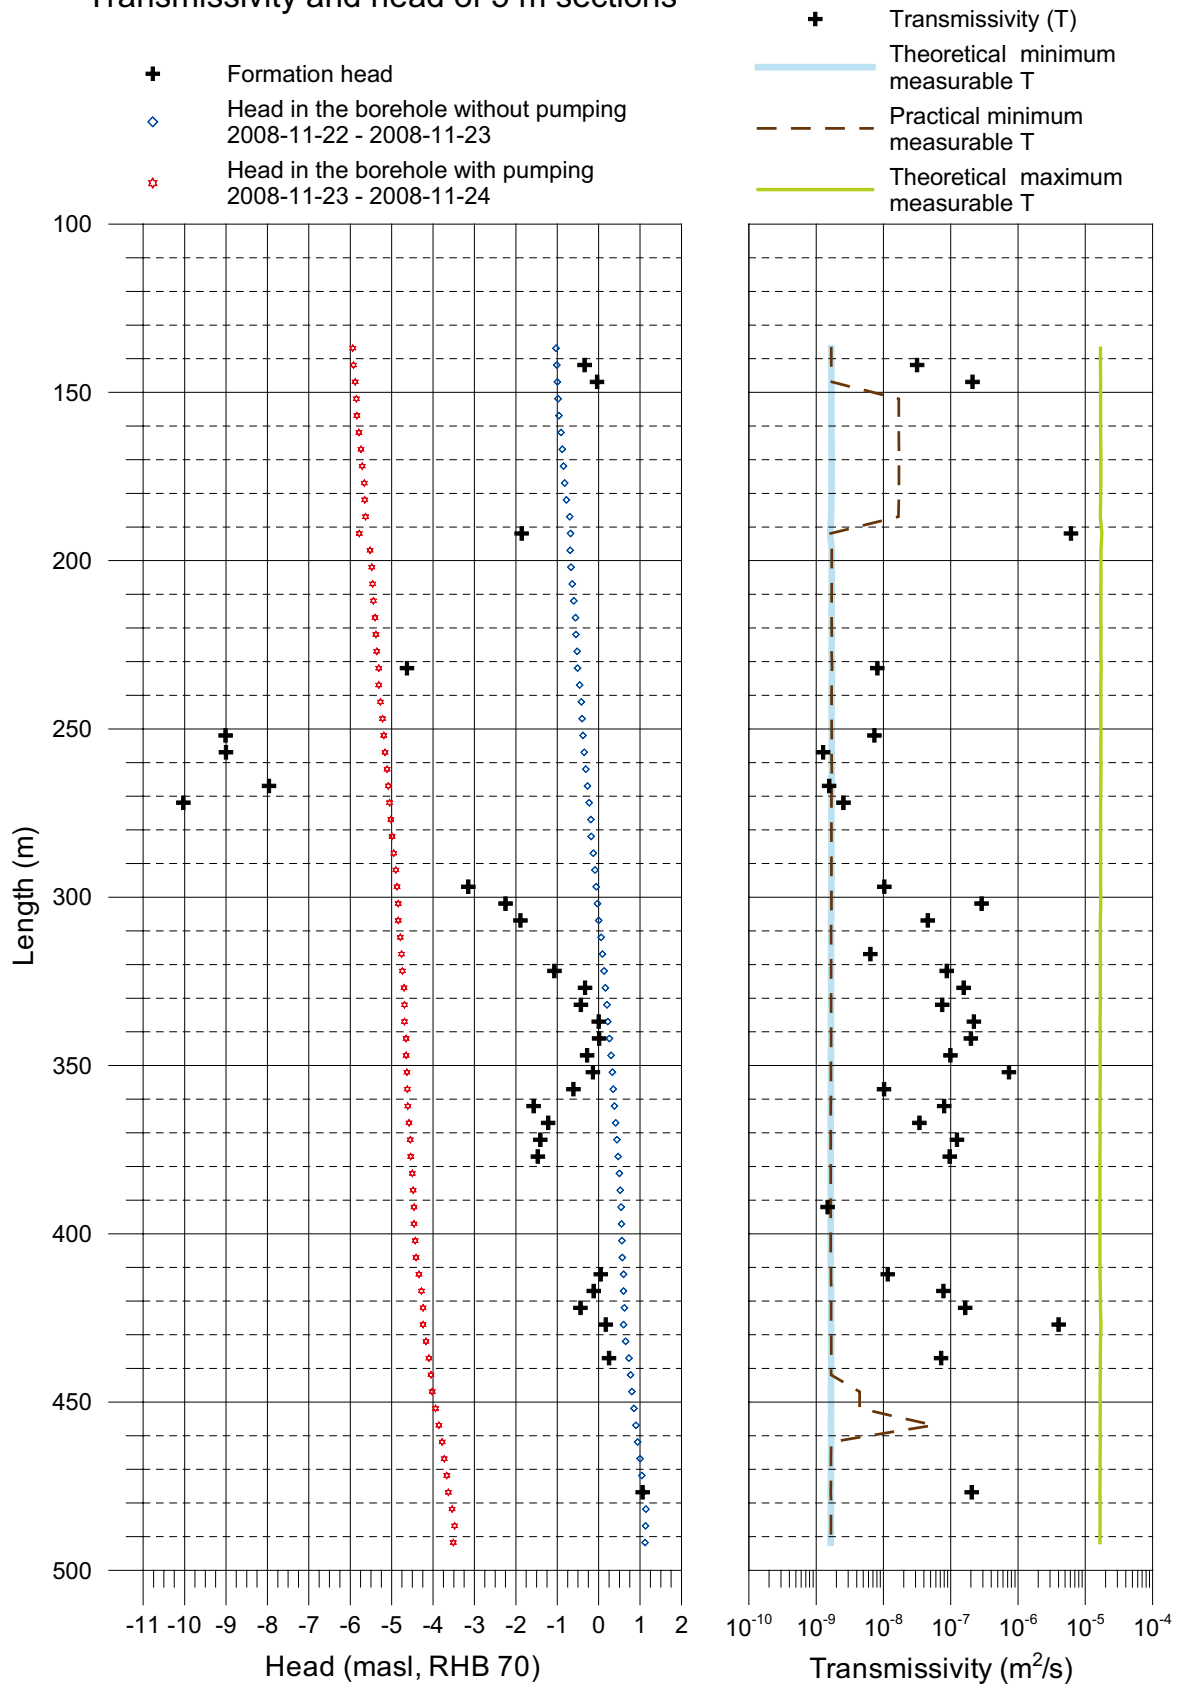 Transmissivity and head of 5 m sections
Formation head
Head in the borehole without pumping
2008-11-22 - 2008-11-23
Head in the borehole with pumping
2008-11-23 - 2008-11-24
Transmissivity (T)
Theoretical minimum
measurable T
Practical minimum
measurable T
Theoretical maximum
measurable T
100
150
200
250
300
350
400
450
500
Length (m)
-11 -10 -9 -8 -7 -6 -5 -4 -3 -2 -1 0 1 2
Head (masl, RHB 70)
10⁻¹⁰ 10⁻⁹ 10⁻⁸ 10⁻⁷ 10⁻⁶ 10⁻⁵ 10⁻⁴
Transmissivity (m²/s)